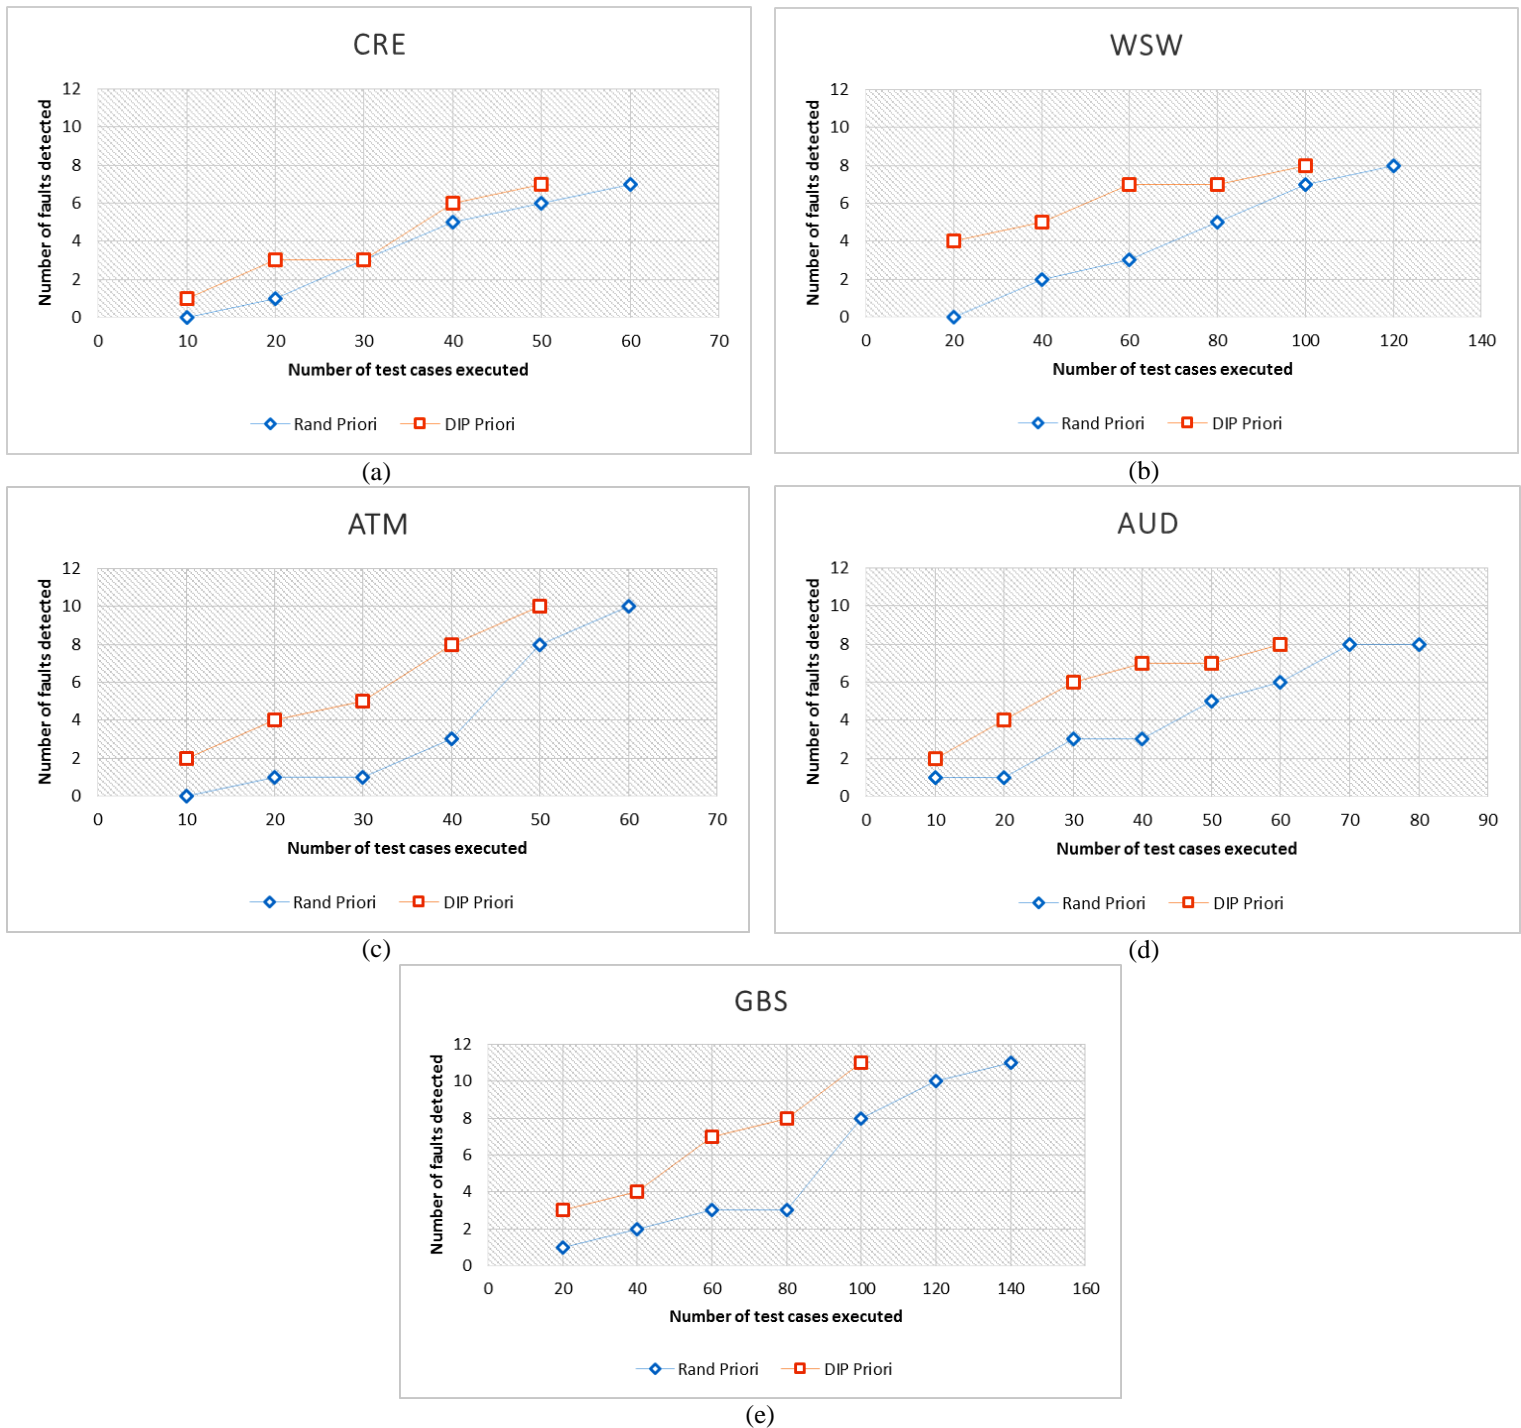 CRE
Number of faults detected
12
10
8
6
4
2
0
0 10 20 30 40 50 60 70
Number of test cases executed
Rand Priori DIP Priori
(a)
WSW
Number of faults detected
12
10
8
6
4
2
0
0 20 40 60 80 100 120 140
Number of test cases executed
Rand Priori DIP Priori
(b)
ATM
Number of faults detected
12
10
8
6
4
2
0
0 10 20 30 40 50 60 70
Number of test cases executed
Rand Priori DIP Priori
(c)
AUD
Number of faults detected
12
10
8
6
4
2
0
0 10 20 30 40 50 60 70 80 90
Number of test cases executed
Rand Priori DIP Priori
(d)
GBS
Number of faults detected
12
10
8
6
4
2
0
0 20 40 60 80 100 120 140 160
Number of test cases executed
Rand Priori DIP Priori
(e)